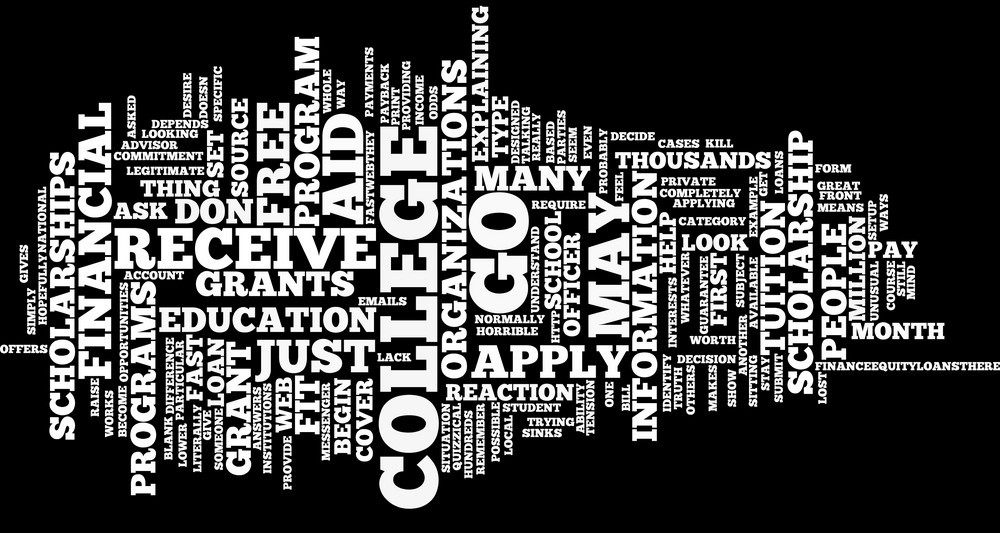 GIVES
SIMPLY
HOPEFULLY
NATIONAL
OFFERS
SCHOLARSHIPS
FINANCIAL
RAISE
WORKS
BECOME
OPPORTUNITIES
PROGRAMS
ASKED
DEPENDS
LOOKING
ADVISOR
COMMITMENT
LEGITIMATE
THING
ASK
DON
DESIRE
DOESN
SPECIFIC
SET
SOURCE
FREE
PROGRAM
WHOLE
WAY
AID
PAYMENTS
FASTWEB
THEY
PAYBACK
PRINT
PROVIDING
INCOME
ODDS
RECEIVE
ACCOUNT
GRANTS
EMAILS
EDUCATION
JUST
LACK
BLANK
DIFFERENCE
LOWER
PARTICULAR
LITERALLY
FAST
GIVE
SOMEONE
LOAN
GRANT
ANSWERS
INSTITUTIONS
PROVIDE
WEB
FIT
MESSENGER
BEGIN
COVER
COLLEGE
ORGANIZATIONS
EXPLAINING
TYPE
DESIGNED
TALKING
REALLY
BASED
PARTIES
SEEM
EVEN
PROBABLY
DECIDE
MANY
REQUIRE
GO
UNDERSTAND
SCHOOL
HTTP
OFFICER
NORMALLY
HORRIBLE
APPLY
REACTION
SITUATION
QUIZZICAL
HUNDREDS
REMEMBER
POSSIBLE
LOCAL
STUDENT
TRYING
SINKS
ABILITY
TENSION
ONE
BILL
MAY
FEEL
INFORMATION
CASES
KILL
THOUSANDS
PRIVATE
COMPLETELY
APPLYING
CATEGORY
HELP
INTERESTS
LOOK
WHATEVER
GUARANTEE
FIRST
SUBJECT
WORTH
ANOTHER
EXAMPLE
AVAILABLE
GET
LOANS
TUITION
IDENTIFY
TRUTH
OTHERS
DECISION
MAKES
SHOW
SITTING
STAY
SUBMIT
SCHOLARSHIP
FORM
GREAT
FRONT
MEANS
PEOPLE
MILLION
SETUP
WAYS
PAY
UNUSUAL
COURSE
STILL
MIND
MONTH
FINANCEEQUITYLOANSTHERE
LOST